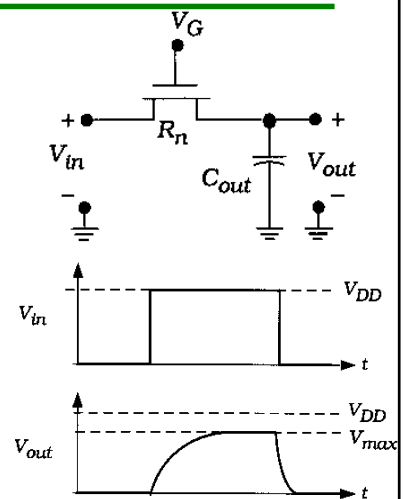 V_G
+ +
R_n
V_in C_out V_out
- -
V_in V_DD
t
V_DD
V_out V_max
t